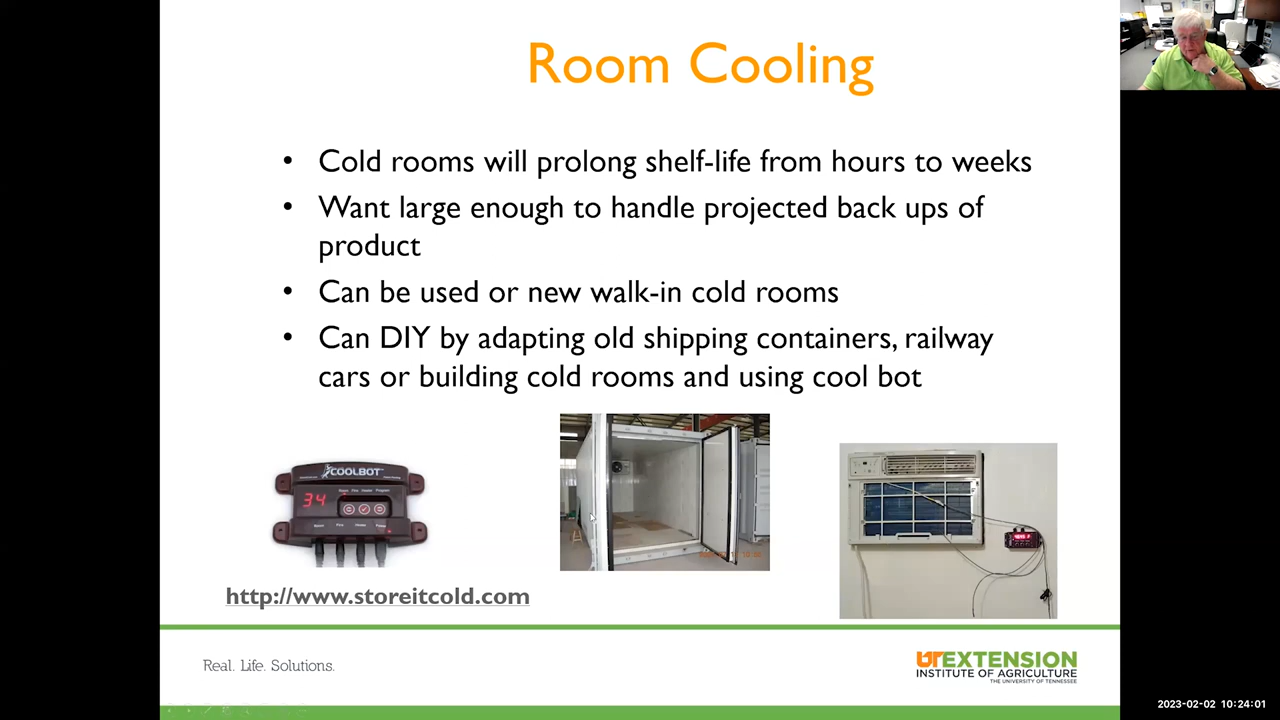 Room Cooling
• Cold rooms will prolong shelf-life from hours to weeks
• Want large enough to handle projected back ups of
product
• Can be used or new walk-in cold rooms
• Can DIY by adapting old shipping containers, railway
cars or building cold rooms and using cool bot
COOLBOT
34
http://www.storeitcold.com
Real. Life. Solutions.
UT EXTENSION
INSTITUTE OF AGRICULTURE
THE UNIVERSITY OF TENNESSEE
2023-02-02 10:24:01